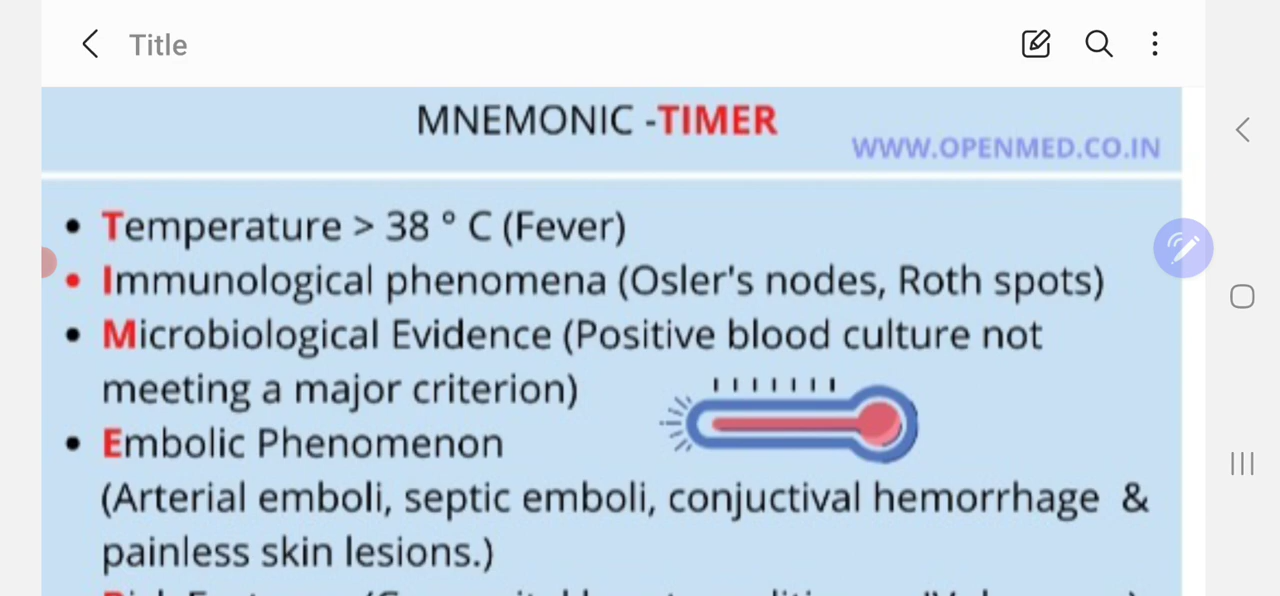 Title
MNEMONIC -TIMER
WWW.OPENMED.CO.IN
• Temperature > 38 ° C (Fever)
• Immunological phenomena (Osler's nodes, Roth spots)
• Microbiological Evidence (Positive blood culture not
meeting a major criterion)
• Embolic Phenomenon
(Arterial emboli, septic emboli, conjuctival hemorrhage &
painless skin lesions.)